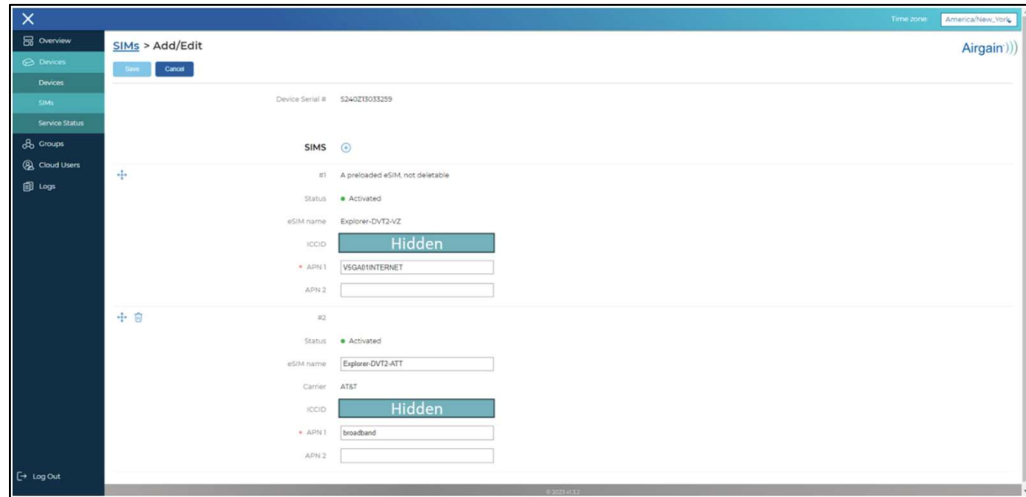 Time zone America/New_York
Overview
Devices
Devices
SIMs
Service Status
Groups
Cloud Users
Logs
Log Out
SIMs > Add/Edit
Airgain
Save Cancel
Device Serial # S240Z13033259
SIMS
#1 A preloaded eSIM, not deletable
Status Activated
eSIM name Explorer-DVT2-VZ
ICCID Hidden
* APN 1 V5GA01INTERNET
APN 2
#2
Status Activated
eSIM name Explorer-DVT2-ATT
Carrier AT&T
ICCID Hidden
* APN 1 broadband
APN 2